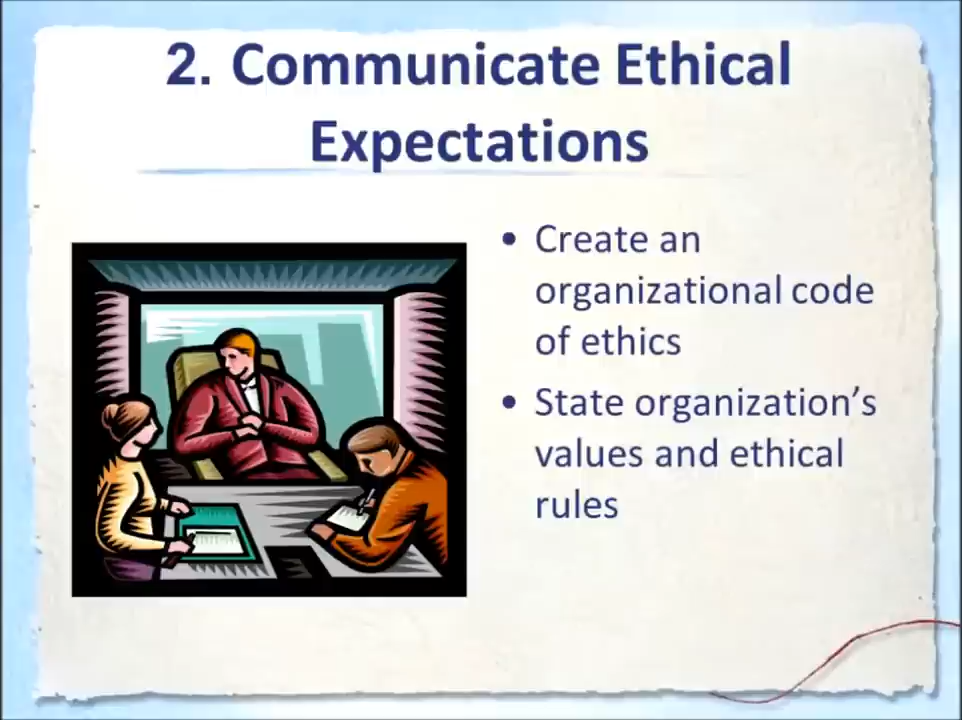 2. Communicate Ethical
Expectations
• Create an
organizational code
of ethics
• State organization’s
values and ethical
rules